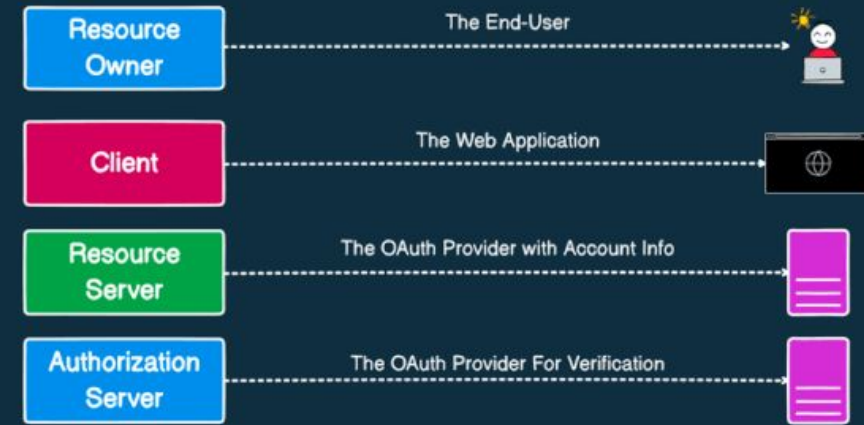 Resource
Owner
The End-User
Client
The Web Application
Resource
Server
The OAuth Provider with Account Info
Authorization
Server
The OAuth Provider For Verification